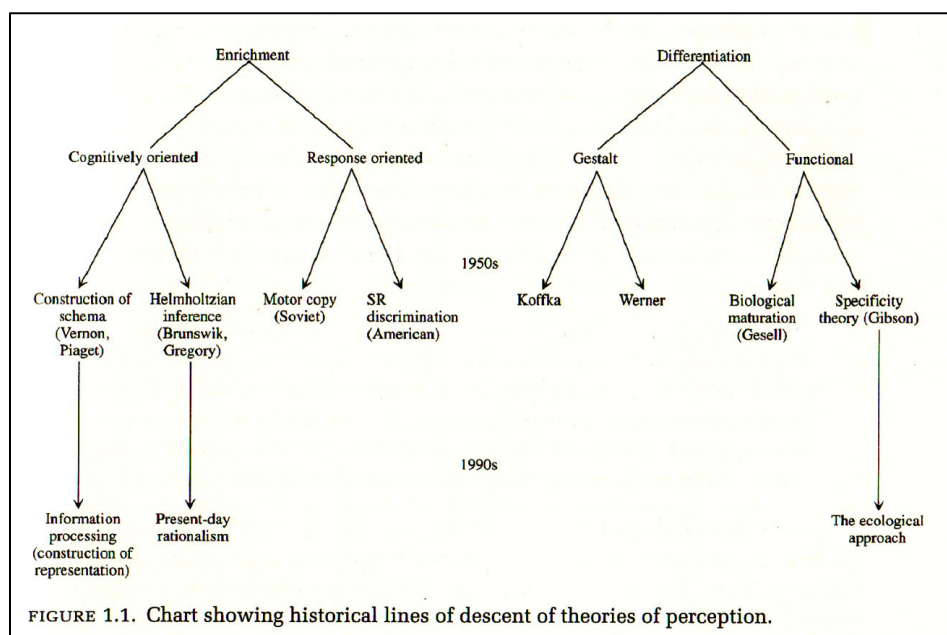 Enrichment
Differentiation
Cognitively oriented
Response oriented
Gestalt
Functional
1950s
Construction of
schema
(Vernon,
Piaget)
Helmholtzian
inference
(Brunswik,
Gregory)
Motor copy
(Soviet)
SR
discrimination
(American)
Koffka
Werner
Biological
maturation
(Gesell)
Specificity
theory (Gibson)
1990s
Information
processing
(construction of
representation)
Present-day
rationalism
The ecological
approach
FIGURE 1.1. Chart showing historical lines of descent of theories of perception.